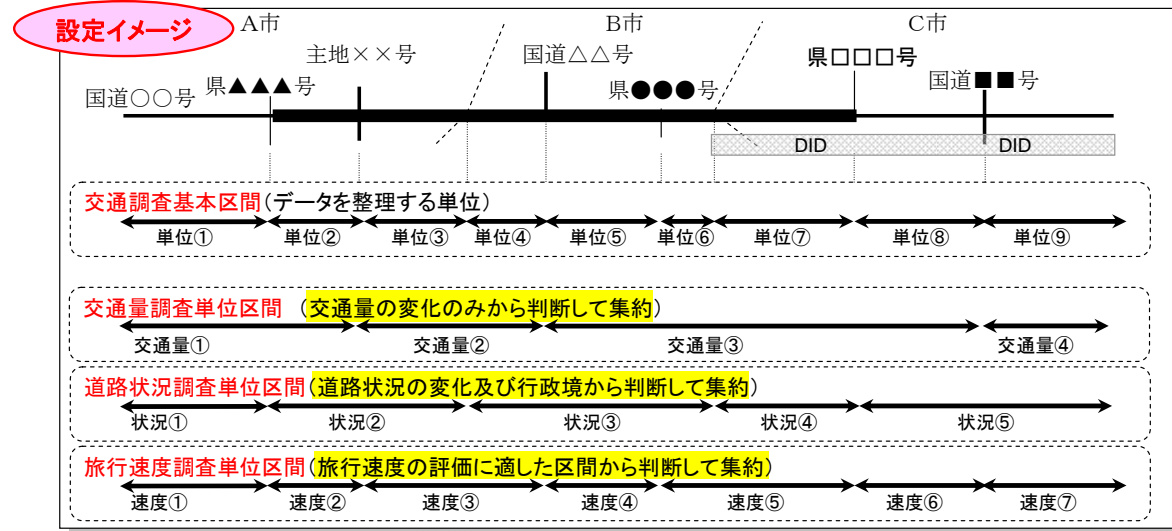 設定イメージ
A市
B市
C市
国道○○号
県▲▲▲号
主地××号
国道△△号
県●●●号
県□□□号
国道■■号
DID
DID
交通調査基本区間(データを整理する単位)
単位①
単位②
単位③
単位④
単位⑤
単位⑥
単位⑦
単位⑧
単位⑨
交通量調査単位区間 (交通量の変化のみから判断して集約)
交通量①
交通量②
交通量③
交通量④
道路状況調査単位区間(道路状況の変化及び行政境から判断して集約)
状況①
状況②
状況③
状況④
状況⑤
旅行速度調査単位区間(旅行速度の評価に適した区間から判断して集約)
速度①
速度②
速度③
速度④
速度⑤
速度⑥
速度⑦